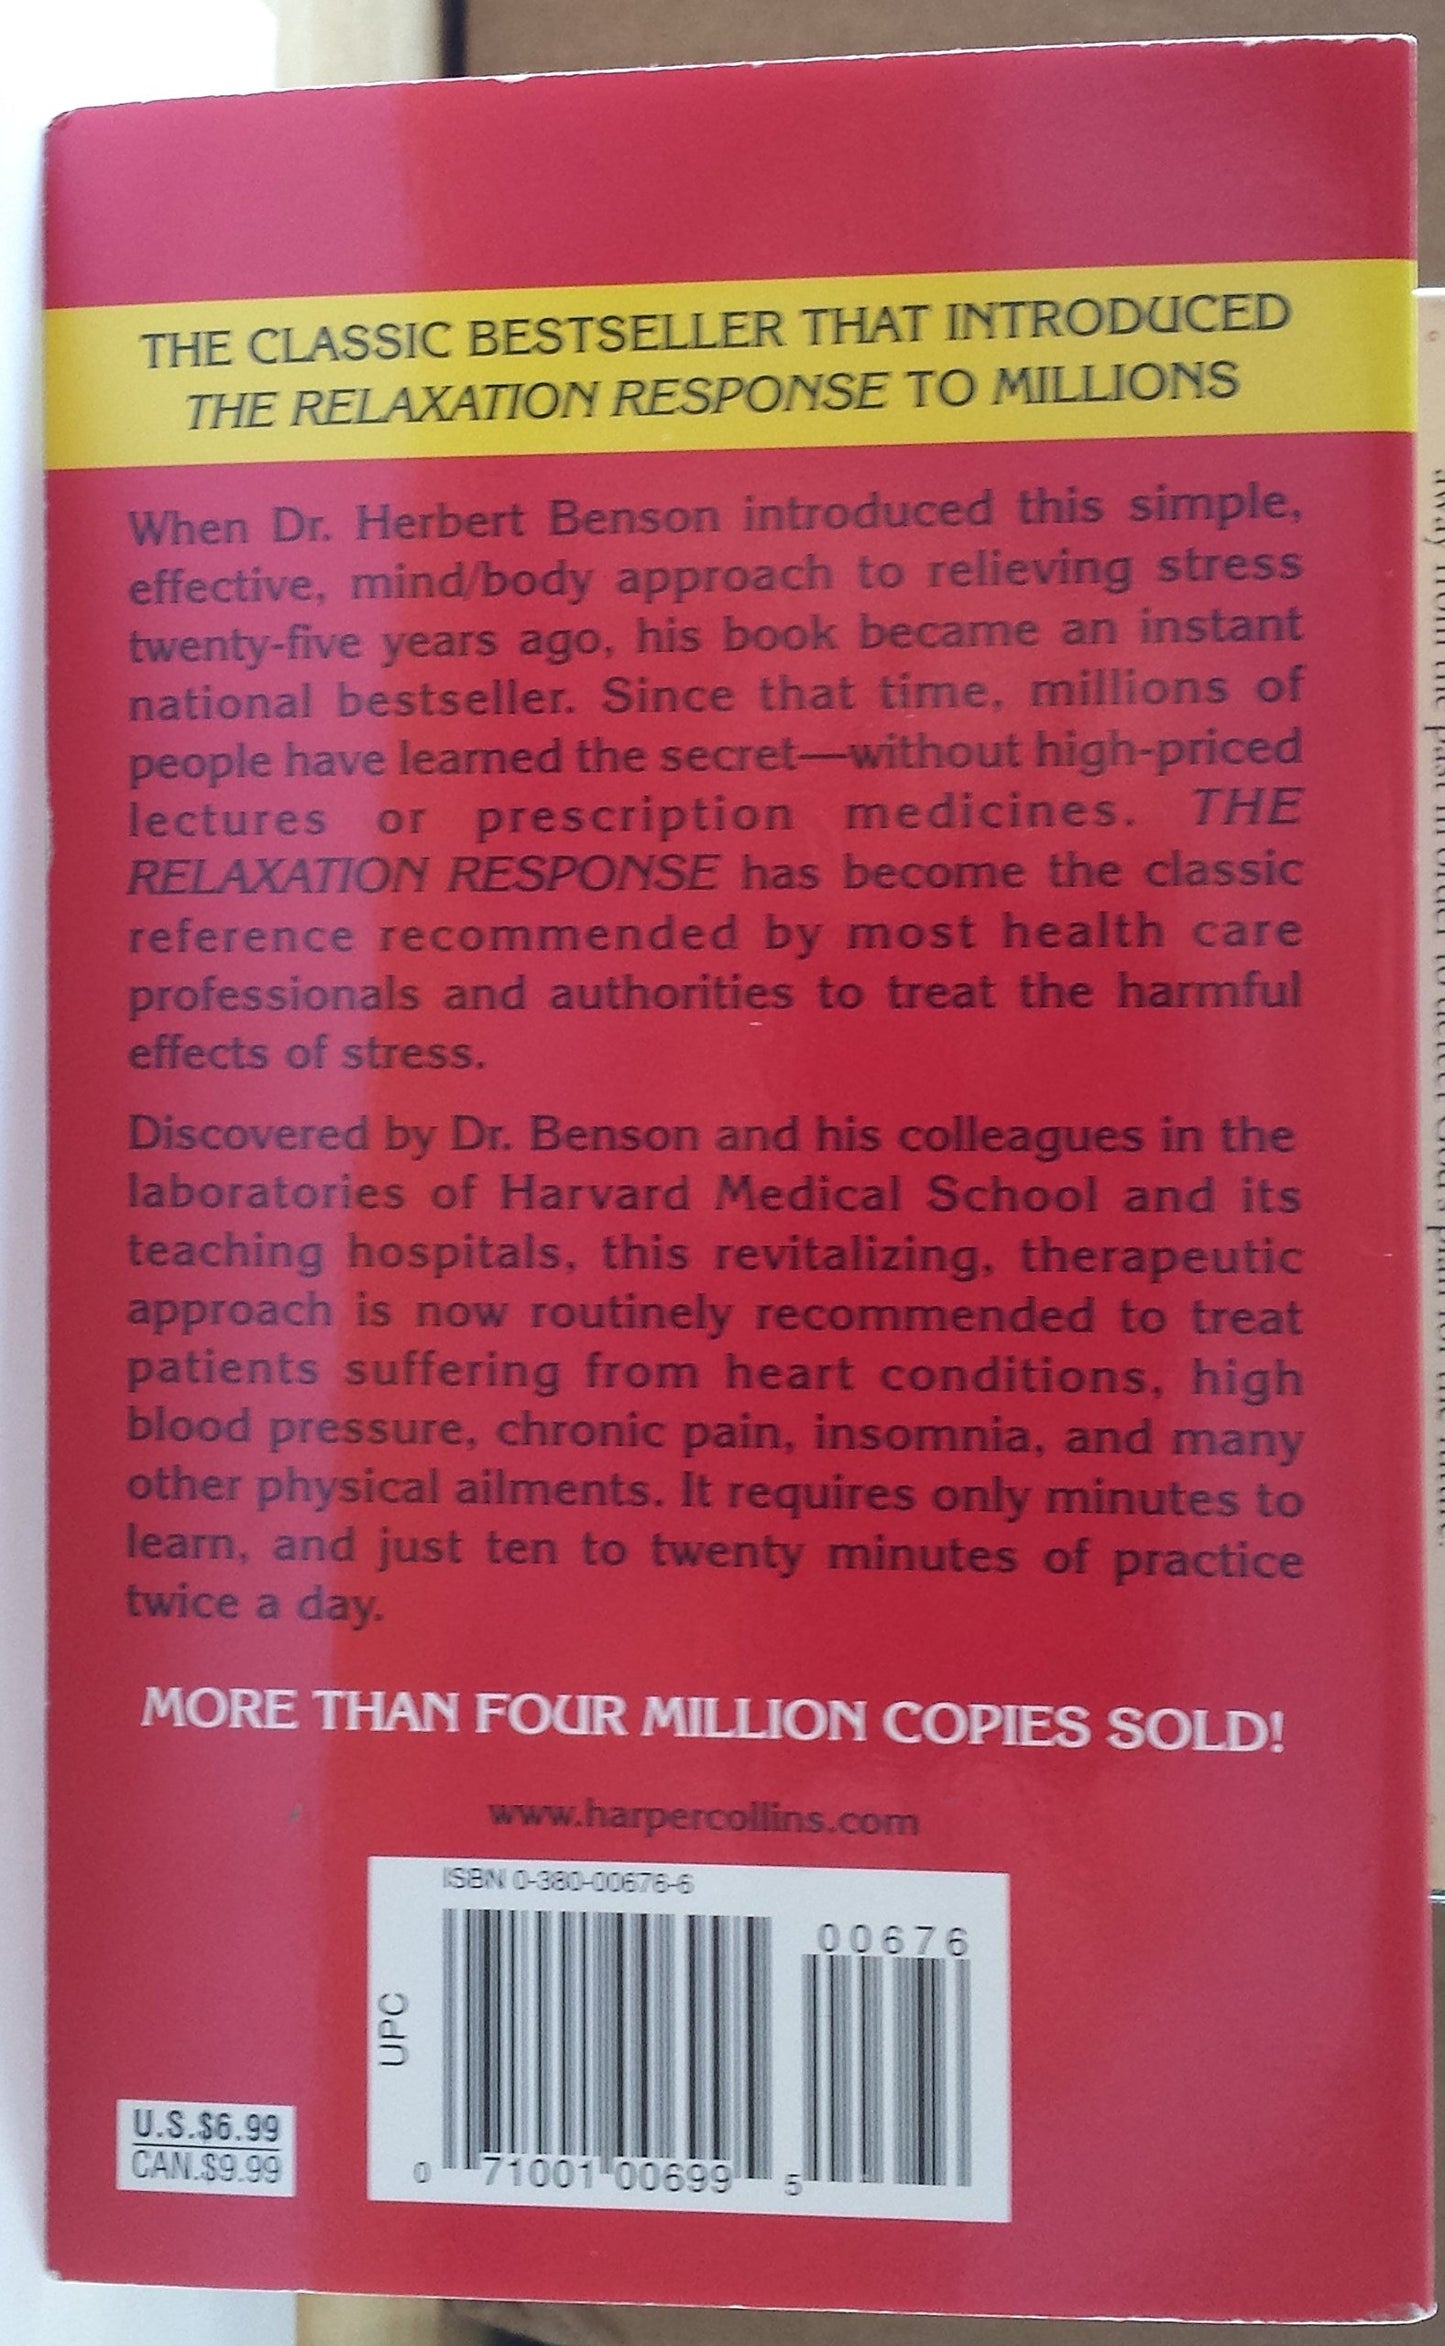 THE CLASSIC BESTSELLER THAT INTRODUCED
THE RELAXATION RESPONSE TO MILLIONS
When Dr. Herbert Benson introduced this simple,
effective, mind/body approach to relieving stress
twenty-five years ago, his book became an instant
national bestseller. Since that time, millions of
people have learned the secret—without high-priced
lectures or prescription medicines. THE
RELAXATION RESPONSE has become the classic
reference recommended by most health care
professionals and authorities to treat the harmful
effects of stress.
Discovered by Dr. Benson and his colleagues in the
laboratories of Harvard Medical School and its
teaching hospitals, this revitalizing, therapeutic
approach is now routinely recommended to treat
patients suffering from heart conditions, high
blood pressure, chronic pain, insomnia, and many
other physical ailments. It requires only minutes to
learn, and just ten to twenty minutes of practice
twice a day.
MORE THAN FOUR MILLION COPIES SOLD!
www.harpercollins.com
ISBN 0-380-00676-6
00676
UPC
0 71001 00699 5
U.S.$6.99
CAN.$9.99
away from the past in order to